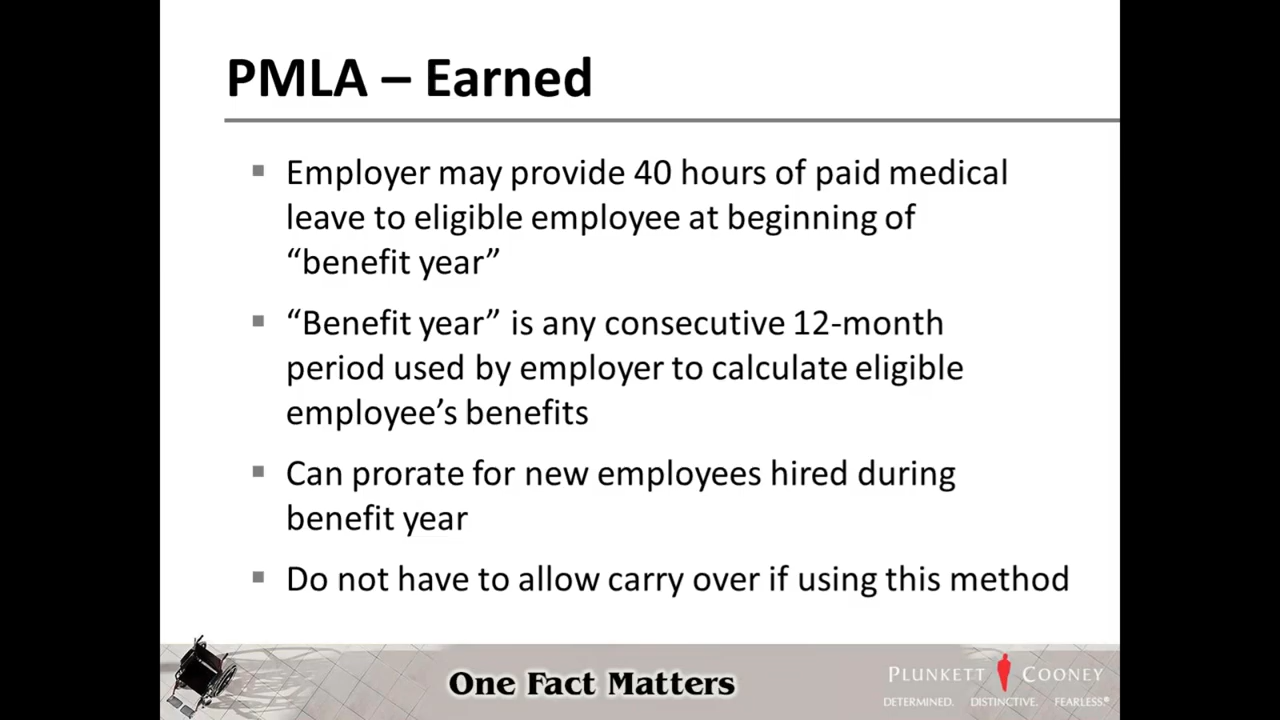 PMLA – Earned
Employer may provide 40 hours of paid medical
leave to eligible employee at beginning of
“benefit year”
“Benefit year” is any consecutive 12-month
period used by employer to calculate eligible
employee’s benefits
Can prorate for new employees hired during
benefit year
Do not have to allow carry over if using this method
One Fact Matters
PLUNKETT COONEY
DETERMINED. DISTINCTIVE. FEARLESS.®